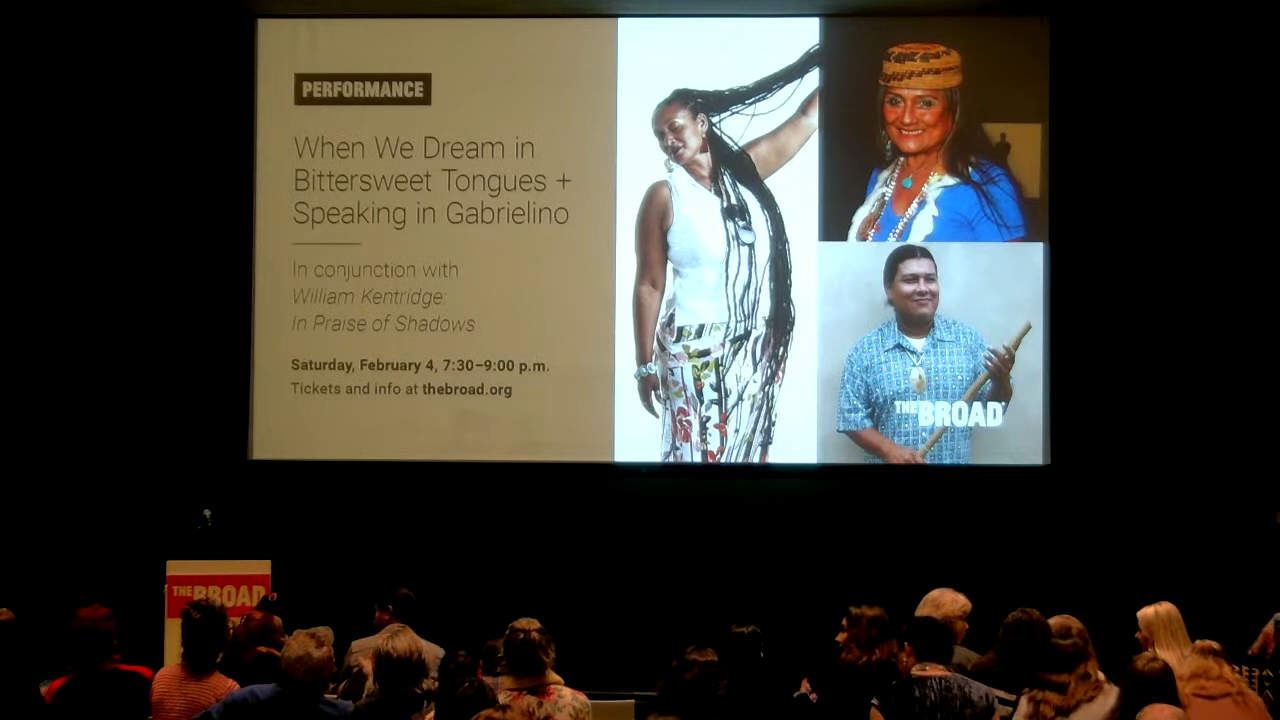 PERFORMANCE
When We Dream in
Bittersweet Tongues +
Speaking in Gabrielino
In conjunction with
William Kentridge:
In Praise of Shadows
Saturday, February 4, 7:30–9:00 p.m.
Tickets and info at thebroad.org
THE BROAD
THE BROAD